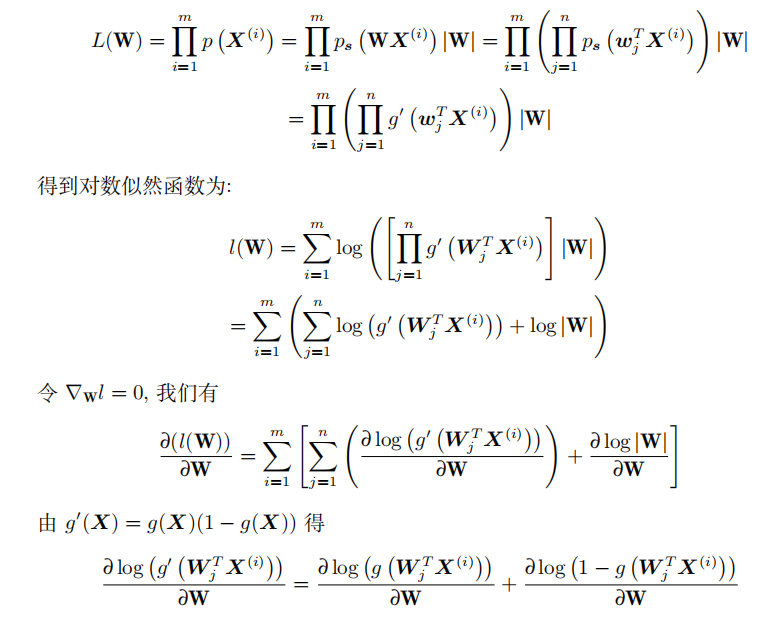 $L(\mathbf{W}) = \prod_{i=1}^{m} p\left(\boldsymbol{X}^{(i)}\right) = \prod_{i=1}^{m} p_{\boldsymbol{s}}\left(\mathbf{W}\boldsymbol{X}^{(i)}\right)|\mathbf{W}| = \prod_{i=1}^{m}\left(\prod_{j=1}^{n} p_{\boldsymbol{s}}\left(\boldsymbol{w}_j^T\boldsymbol{X}^{(i)}\right)\right)|\mathbf{W}|$
$= \prod_{i=1}^{m}\left(\prod_{j=1}^{n} g'\left(\boldsymbol{w}_j^T\boldsymbol{X}^{(i)}\right)\right)|\mathbf{W}|$
得到对数似然函数为:
$l(\mathbf{W}) = \sum_{i=1}^{m}\log\left(\left[\prod_{j=1}^{n} g'\left(\boldsymbol{W}_j^T\boldsymbol{X}^{(i)}\right)\right]|\mathbf{W}|\right)$
$= \sum_{i=1}^{m}\left(\sum_{j=1}^{n}\log\left(g'\left(\boldsymbol{W}_j^T\boldsymbol{X}^{(i)}\right)\right) + \log|\mathbf{W}|\right)$
令 $\nabla_{\mathbf{W}} l = 0$, 我们有
$\frac{\partial(l(\mathbf{W}))}{\partial\mathbf{W}} = \sum_{i=1}^{m}\left[\sum_{j=1}^{n}\left(\frac{\partial\log\left(g'\left(\boldsymbol{W}_j^T\boldsymbol{X}^{(i)}\right)\right)}{\partial\mathbf{W}}\right) + \frac{\partial\log|\mathbf{W}|}{\partial\mathbf{W}}\right]$
由 $g'(\boldsymbol{X}) = g(\boldsymbol{X})(1 - g(\boldsymbol{X}))$ 得
$\frac{\partial\log\left(g'\left(\boldsymbol{W}_j^T\boldsymbol{X}^{(i)}\right)\right)}{\partial\mathbf{W}} = \frac{\partial\log\left(g\left(\boldsymbol{W}_j^T\boldsymbol{X}^{(i)}\right)\right)}{\partial\mathbf{W}} + \frac{\partial\log\left(1 - g\left(\boldsymbol{W}_j^T\boldsymbol{X}^{(i)}\right)\right)}{\partial\mathbf{W}}$